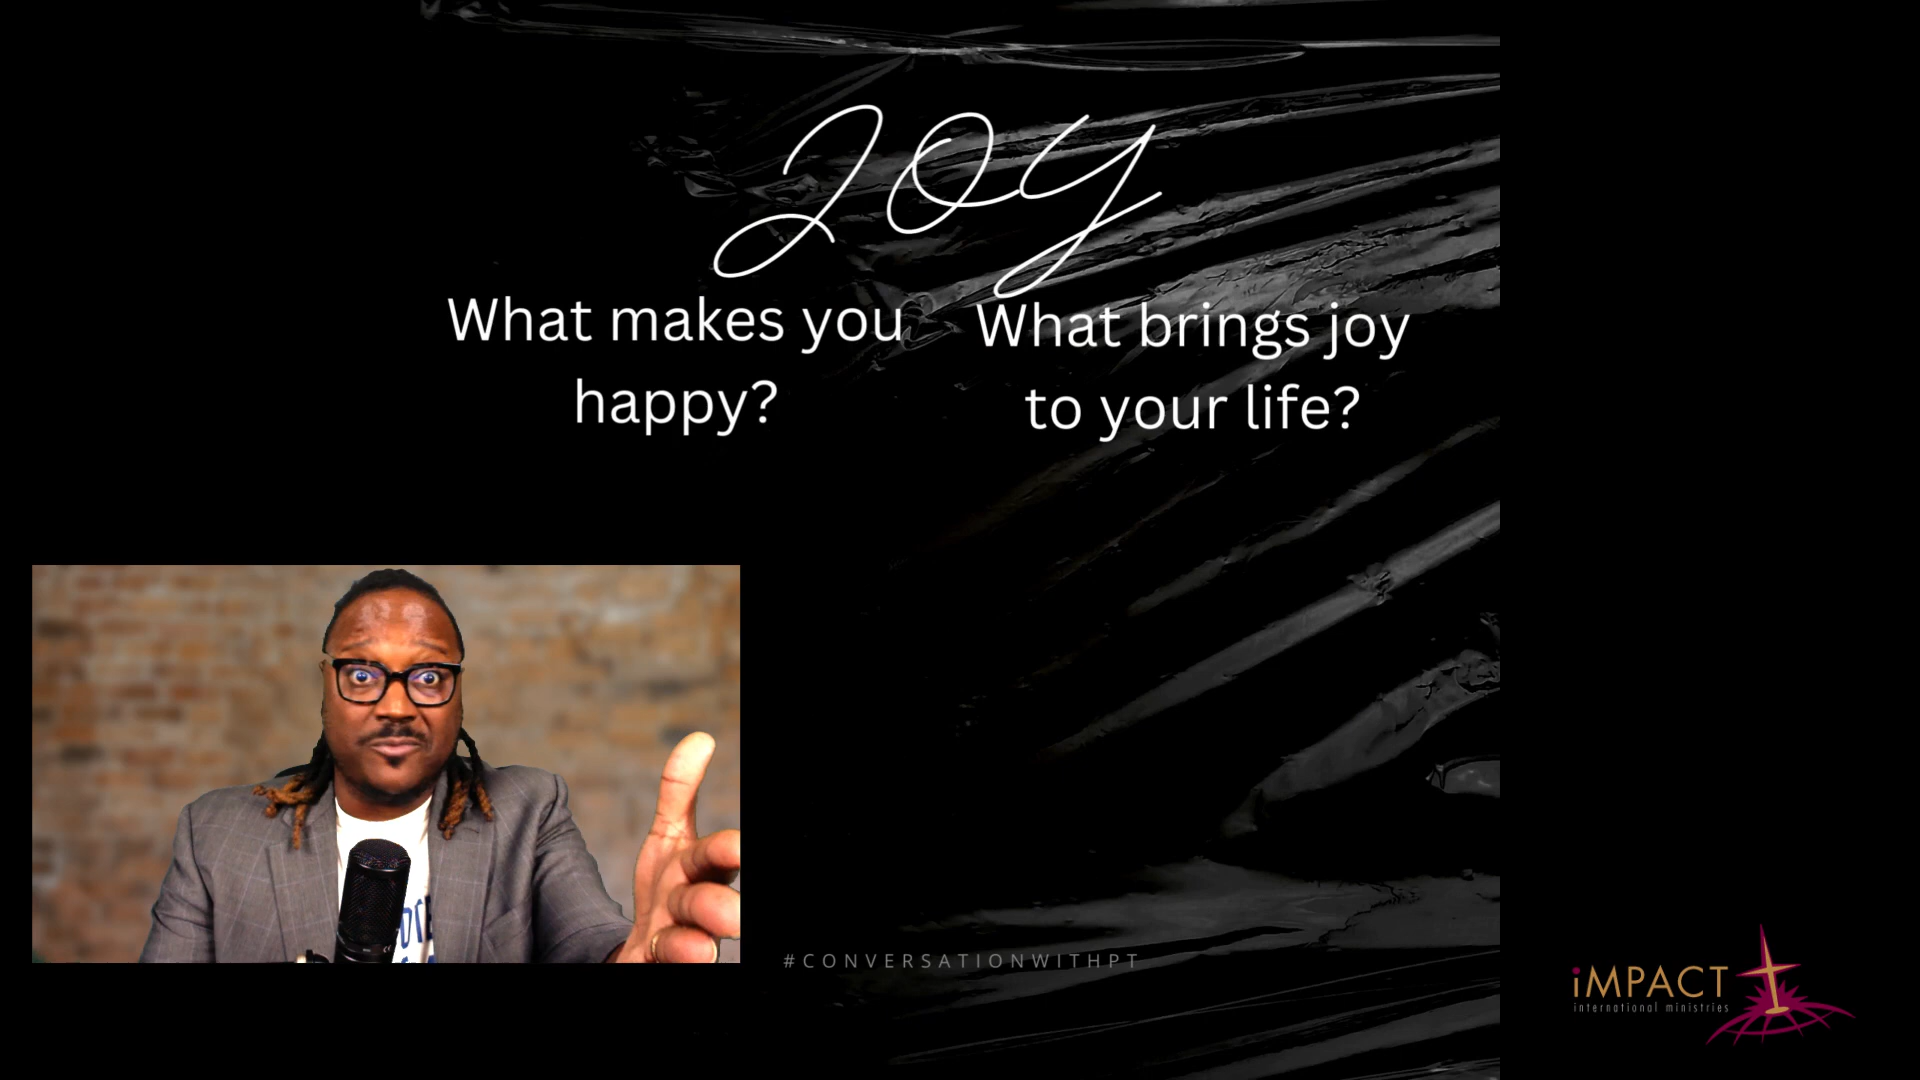 Joy
What makes you
happy?
What brings joy
to your life?
#CONVERSATIONWITHPT
iMPACT
international ministries